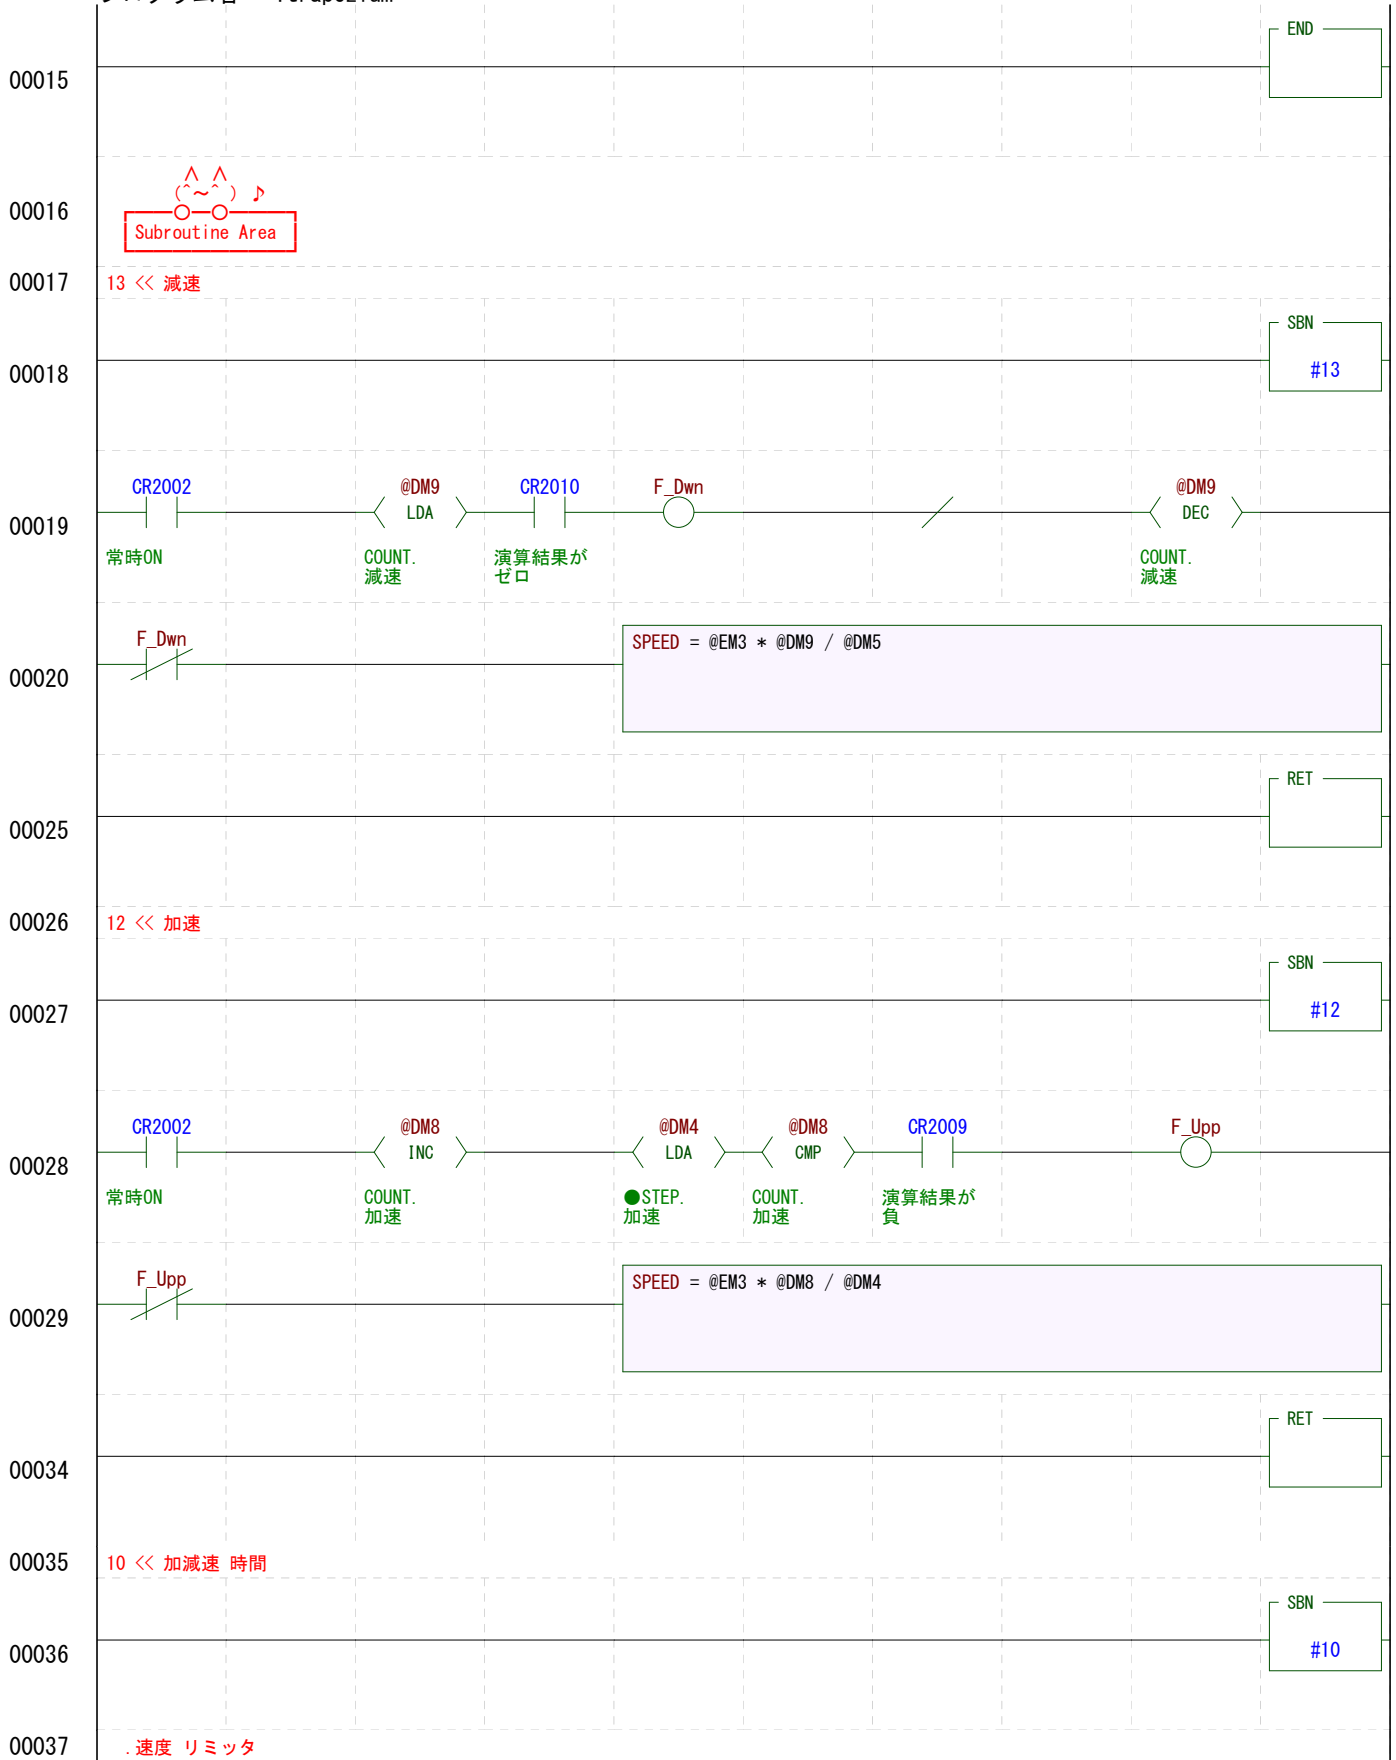 END
00015
(^~^) ♪
00016
Subroutine Area
00017 13 << 減速
SBN
00018 #13
CR2002 @DM9 CR2010 F_Dwn @DM9
00019 LDA DEC
常時ON COUNT. 演算結果が COUNT.
減速 ゼロ 減速
F_Dwn SPEED = @EM3 * @DM9 / @DM5
00020
RET
00025
00026 12 << 加速
SBN
00027 #12
CR2002 @DM8 @DM4 @DM8 CR2009 F_Upp
00028 INC LDA CMP
常時ON COUNT. ●STEP. COUNT. 演算結果が
加速 加速 加速 負
F_Upp SPEED = @EM3 * @DM8 / @DM4
00029
RET
00034
00035 10 << 加減速 時間
SBN
00036 #10
00037 .速度 リミッタ